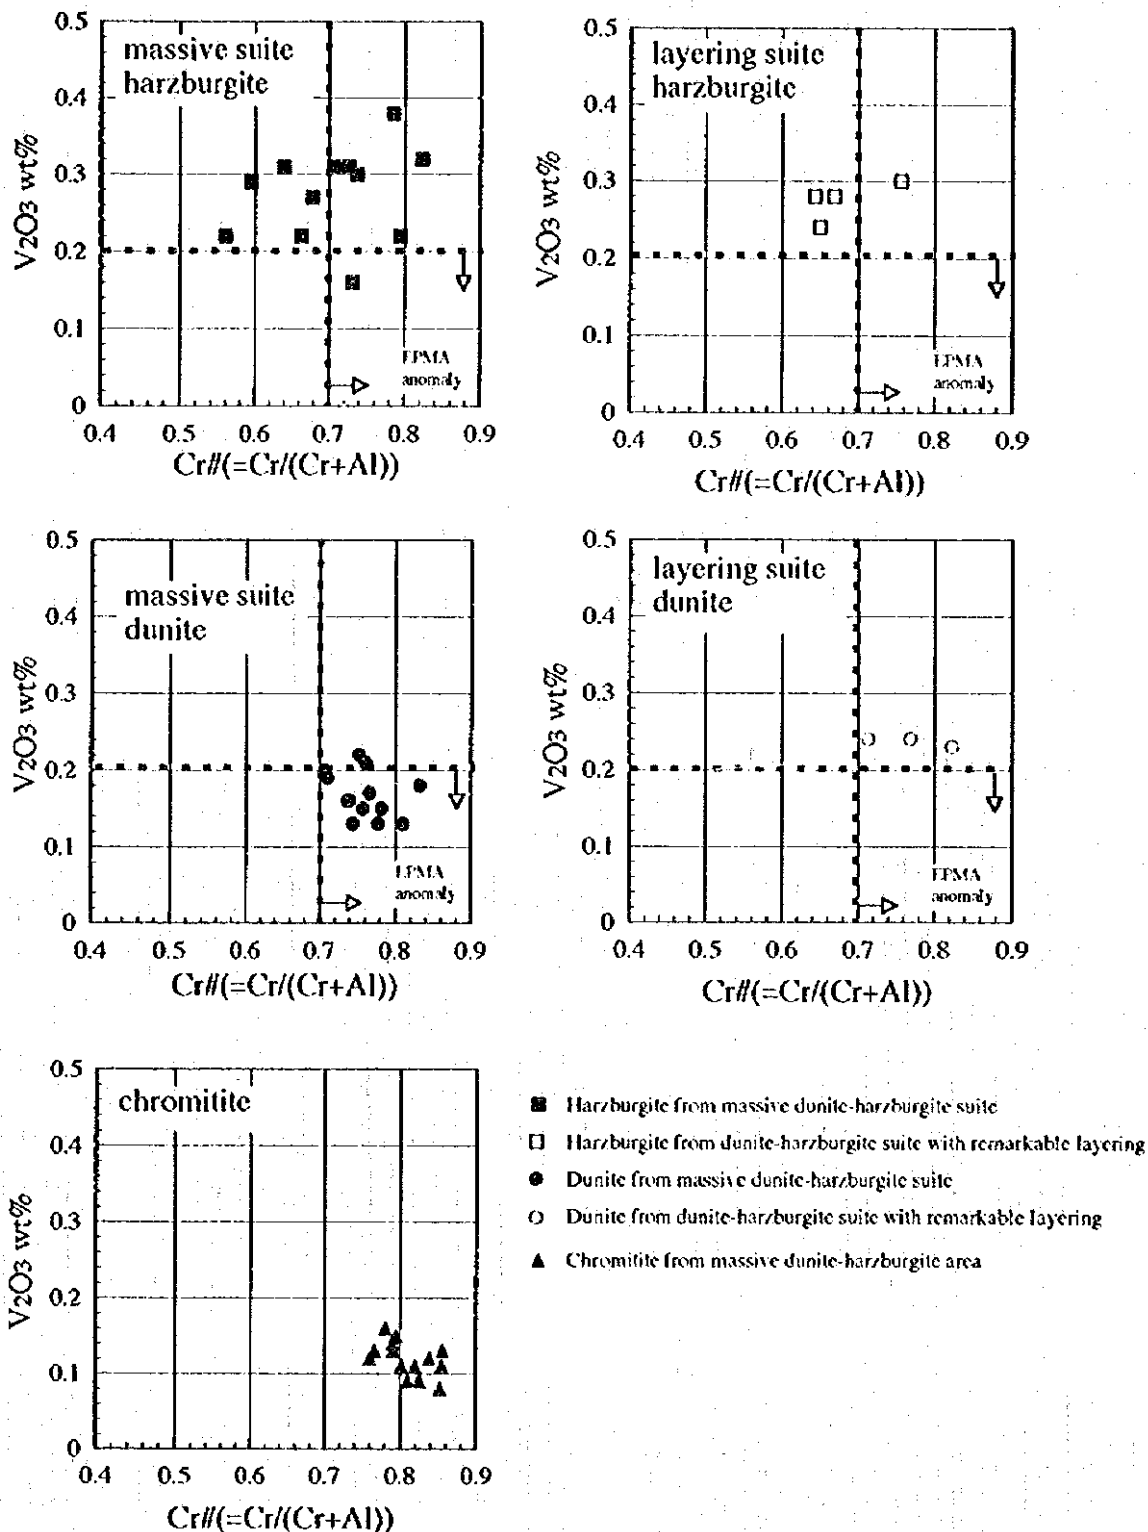 massive suite
harzburgite
V2O3 wt%
0.5
0.4
0.3
0.2
0.1
0
EPMA
anomaly
0.4 0.5 0.6 0.7 0.8 0.9
Cr#(=Cr/(Cr+Al))
layering suite
harzburgite
V2O3 wt%
0.5
0.4
0.3
0.2
0.1
0
EPMA
anomaly
0.4 0.5 0.6 0.7 0.8 0.9
Cr#(=Cr/(Cr+Al))
massive suite
dunite
V2O3 wt%
0.5
0.4
0.3
0.2
0.1
0
EPMA
anomaly
0.4 0.5 0.6 0.7 0.8 0.9
Cr#(=Cr/(Cr+Al))
layering suite
dunite
V2O3 wt%
0.5
0.4
0.3
0.2
0.1
0
EPMA
anomaly
0.4 0.5 0.6 0.7 0.8 0.9
Cr#(=Cr/(Cr+Al))
chromitite
V2O3 wt%
0.5
0.4
0.3
0.2
0.1
0
0.4 0.5 0.6 0.7 0.8 0.9
Cr#(=Cr/(Cr+Al))
Harzburgite from massive dunite-harzburgite suite
Harzburgite from dunite-harzburgite suite with remarkable layering
Dunite from massive dunite-harzburgite suite
Dunite from dunite-harzburgite suite with remarkable layering
Chromitite from massive dunite-harzburgite area